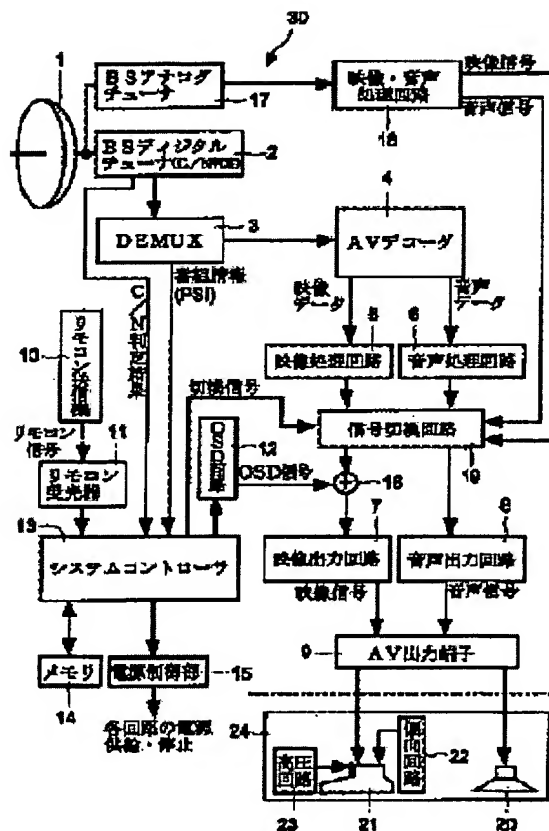 30
1
BSアナログ
チューナ
17
映像・音声
処理回路
映像信号
音声信号
BSディジタル
チューナ
2
4
DEMUX
3
AVデコーダ
番組情報
(PSI)
C/N判定結果
映像
データ
音声
データ
5
6
10
リモコン送信機
映像処理回路
音声処理回路
切換信号
リモコン
信号
11
OSD回路
12
信号切換回路
19
OSD信号
リモコン
受光器
13
7
8
システムコントローラ
映像出力回路
音声出力回路
映像信号
音声信号
9
AV出力端子
メモリ
14
電源制御部
15
各回路の電源
供給・停止
24
高圧
回路
23
21
偏向回路
22
20